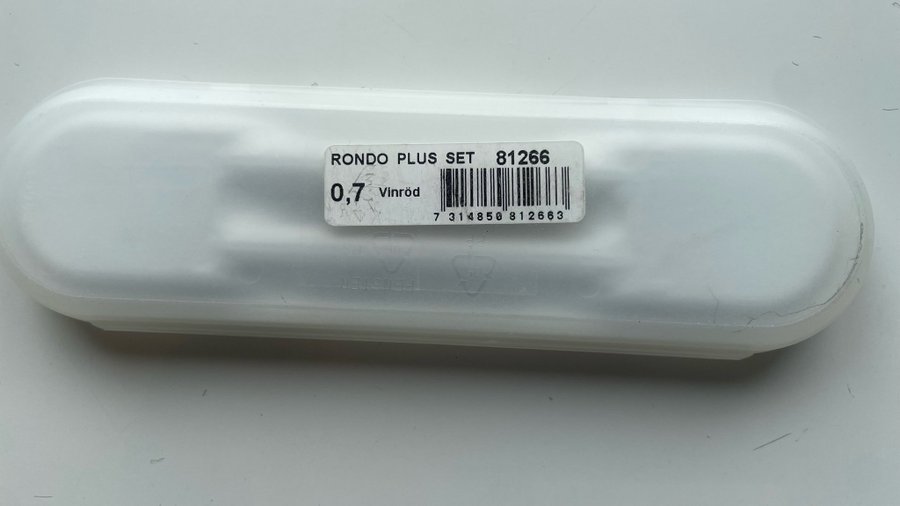 RONDO PLUS SET 81266
0,7 Vinröd
7 314850 812663